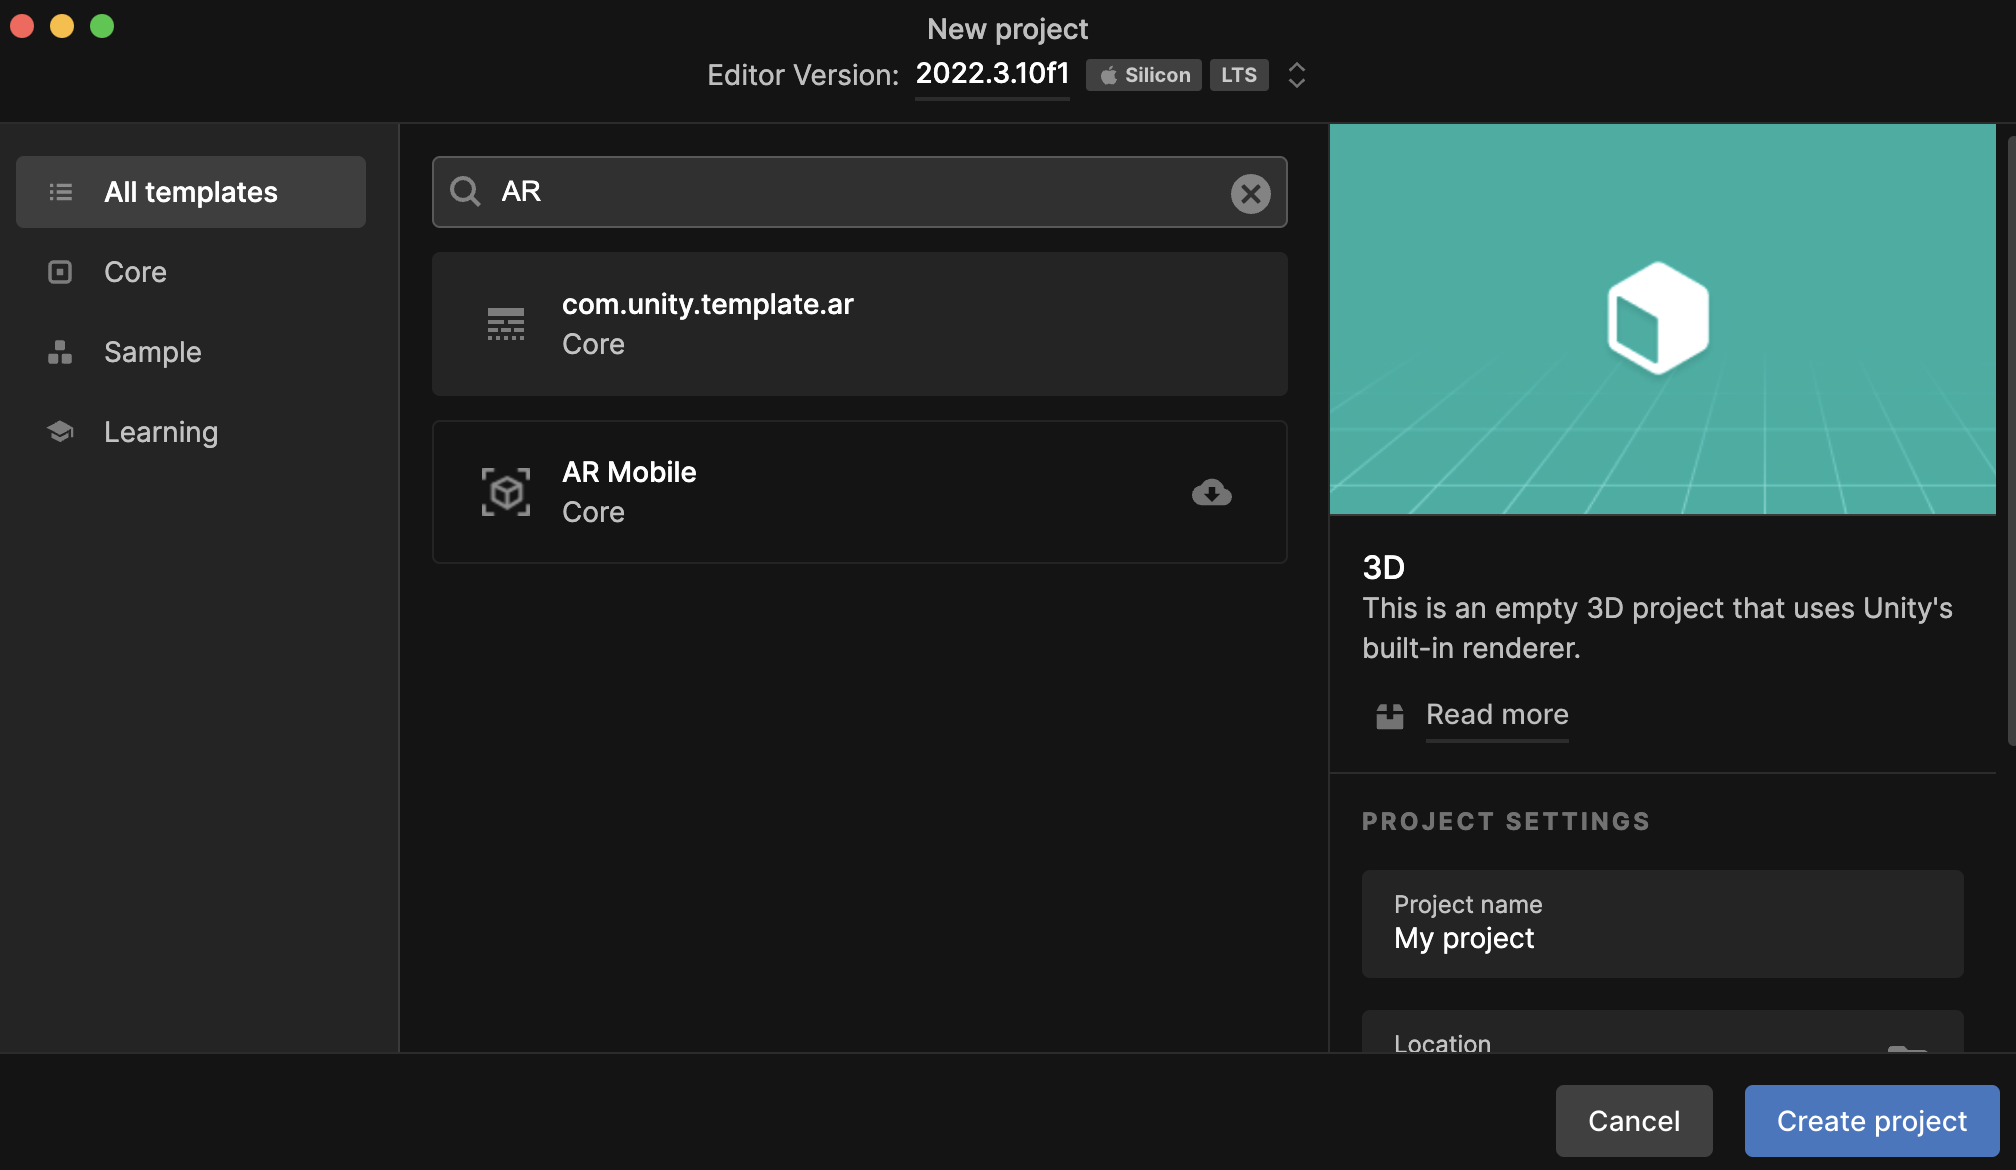 New project
Editor Version: 2022.3.10f1 Silicon LTS
All templates
Core
Sample
Learning
AR
com.unity.template.ar
Core
AR Mobile
Core
3D
This is an empty 3D project that uses Unity's
built-in renderer.
Read more
PROJECT SETTINGS
Project name
My project
Location
Cancel
Create project